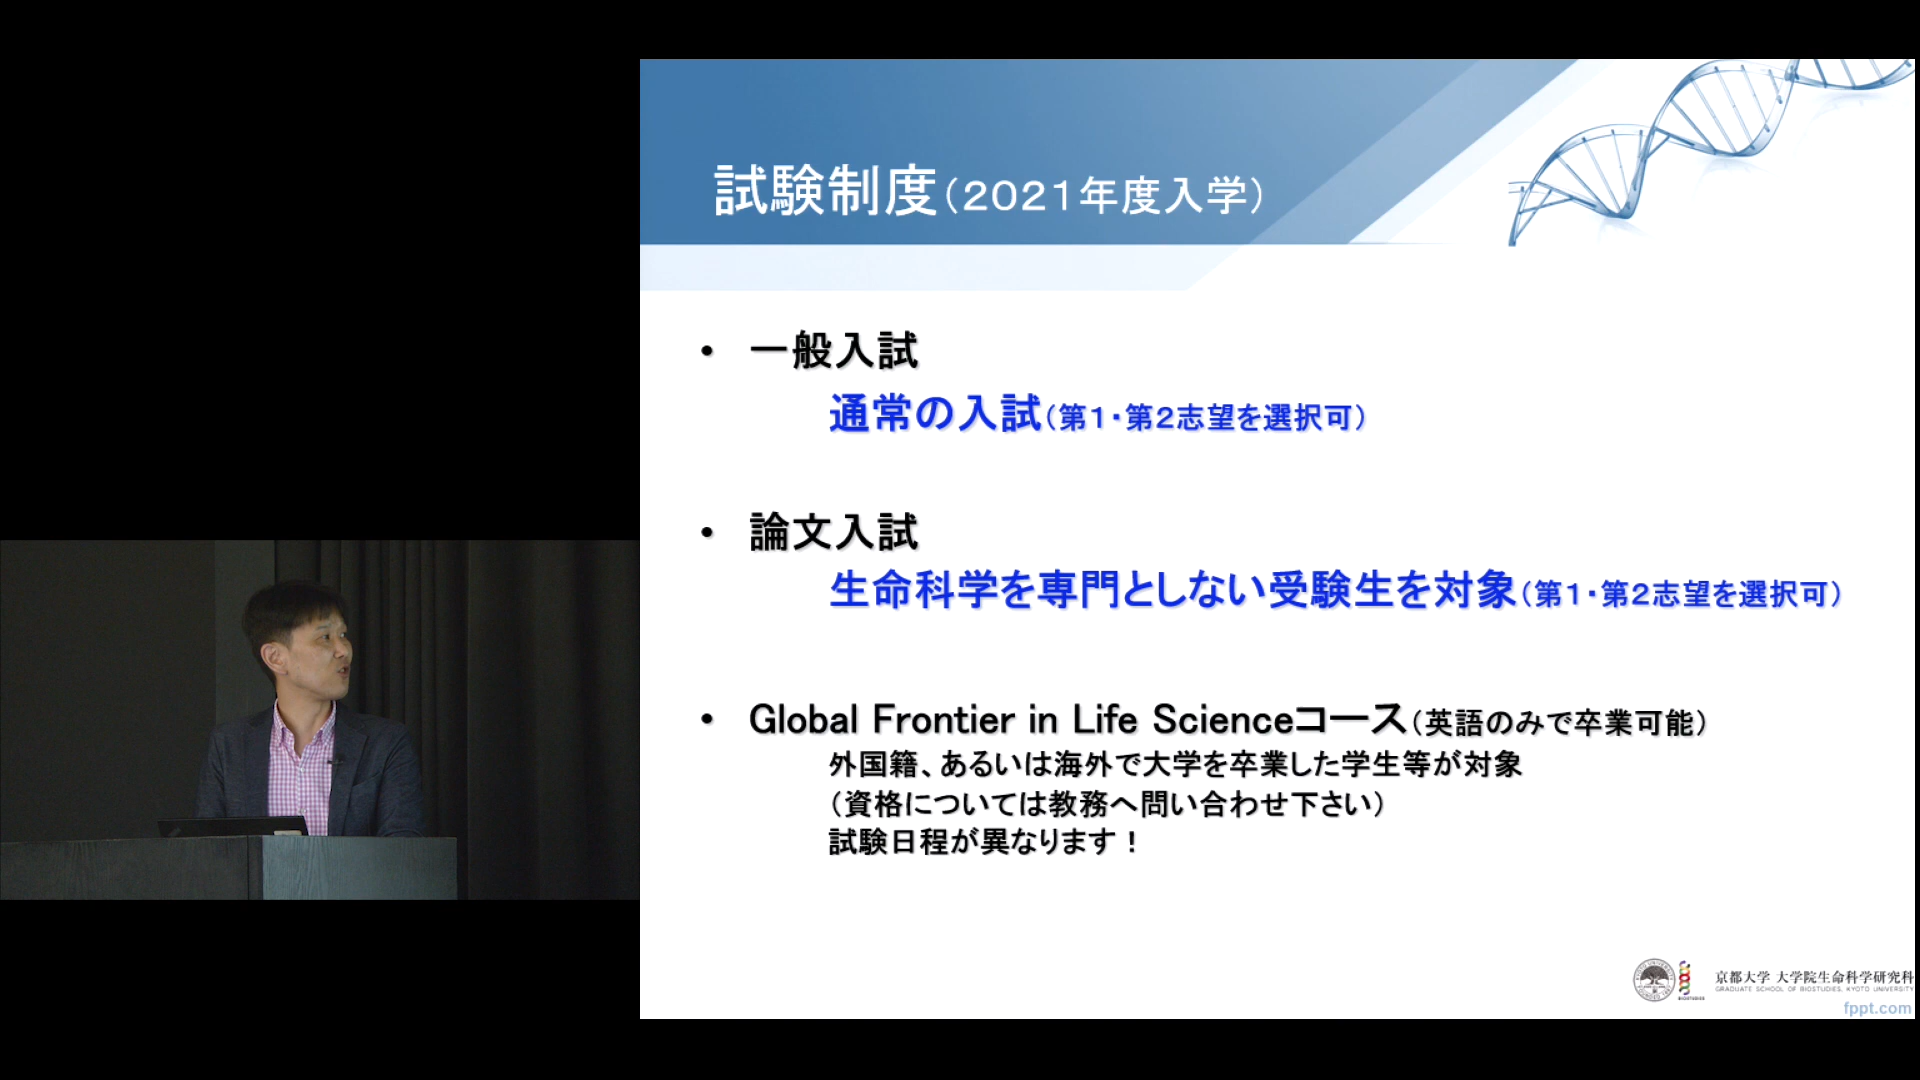 試験制度（2021年度入学）
• 一般入試
通常の入試（第1・第2志望を選択可）
• 論文入試
生命科学を専門としない受験生を対象（第1・第2志望を選択可）
• Global Frontier in Life Scienceコース（英語のみで卒業可能）
外国籍、あるいは海外で大学を卒業した学生等が対象
（資格については教務へ問い合わせ下さい）
試験日程が異なります！
京都大学 大学院生命科学研究科
GRADUATE SCHOOL OF BIOSTUDIES, KYOTO UNIVERSITY
BIOSTUDIES
fppt.com